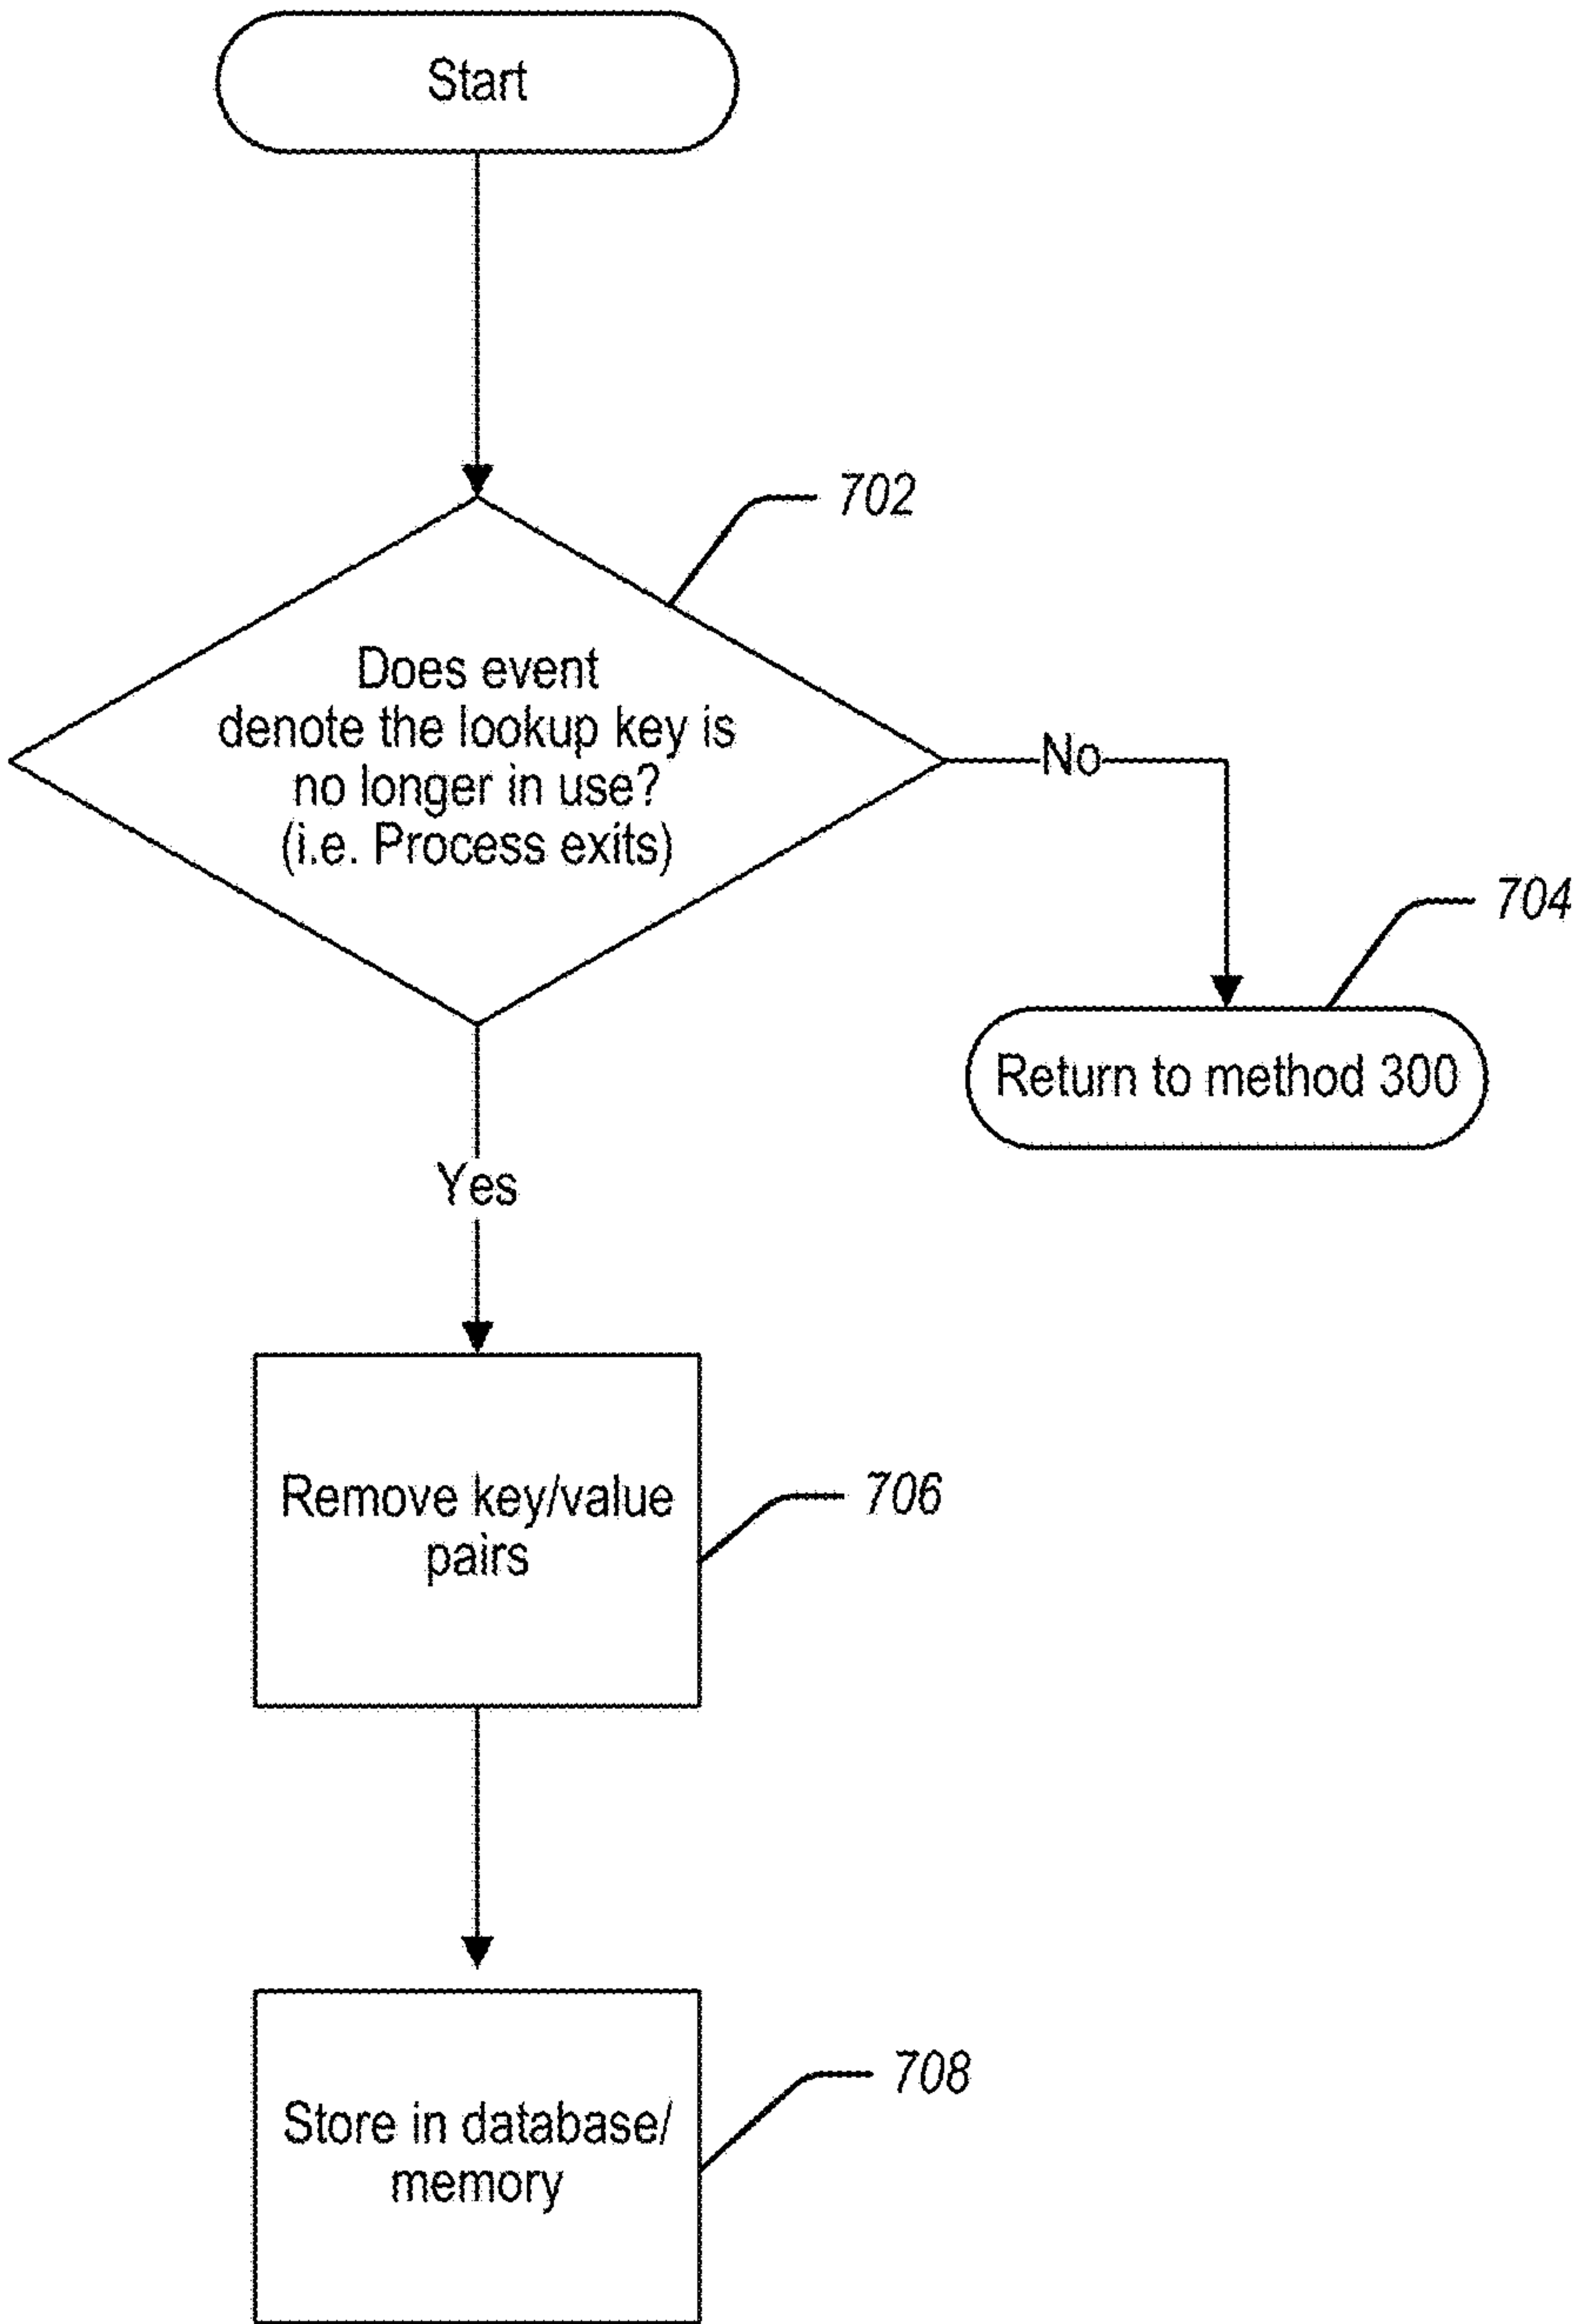 Start
702
Does event
denote the lookup key is
no longer in use?
(i.e. Process exits)
No
704
Return to method 300
Yes
Remove key/value
pairs
706
Store in database/
memory
708